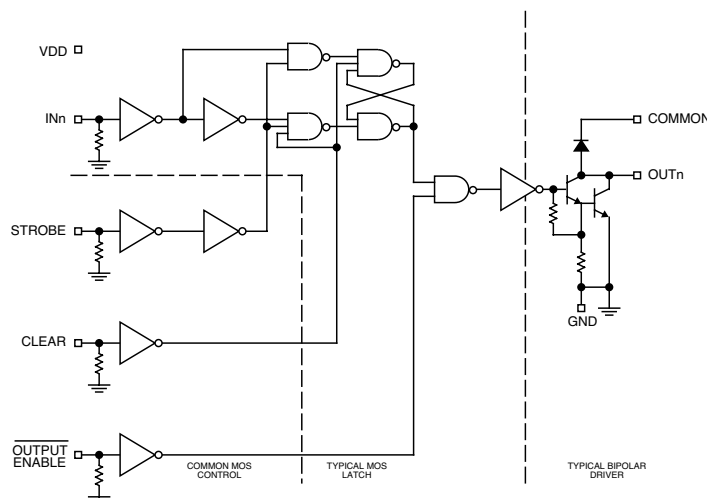 VDD
COMMON
INn
OUTn
STROBE
GND
CLEAR
OUTPUT
ENABLE
COMMON MOS
CONTROL
TYPICAL MOS
LATCH
TYPICAL BIPOLAR
DRIVER